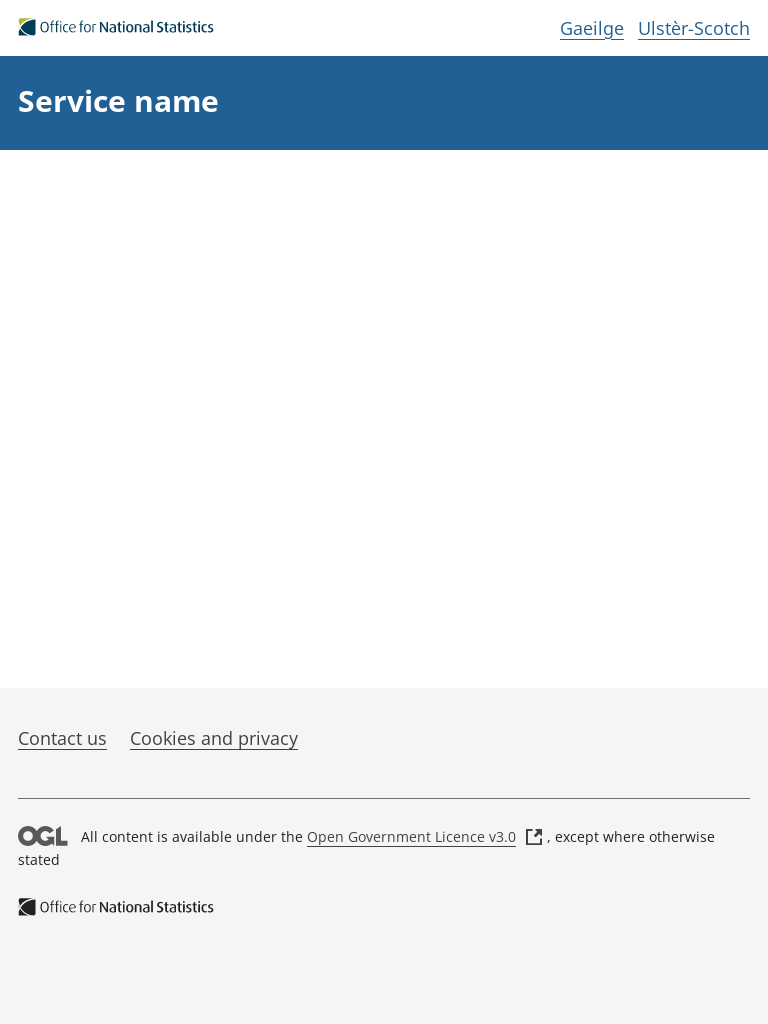 Office for National Statistics
Gaeilge Ulstèr-Scotch
Service name
Contact us Cookies and privacy
OGL All content is available under the Open Government Licence v3.0 , except where otherwise
stated
Office for National Statistics